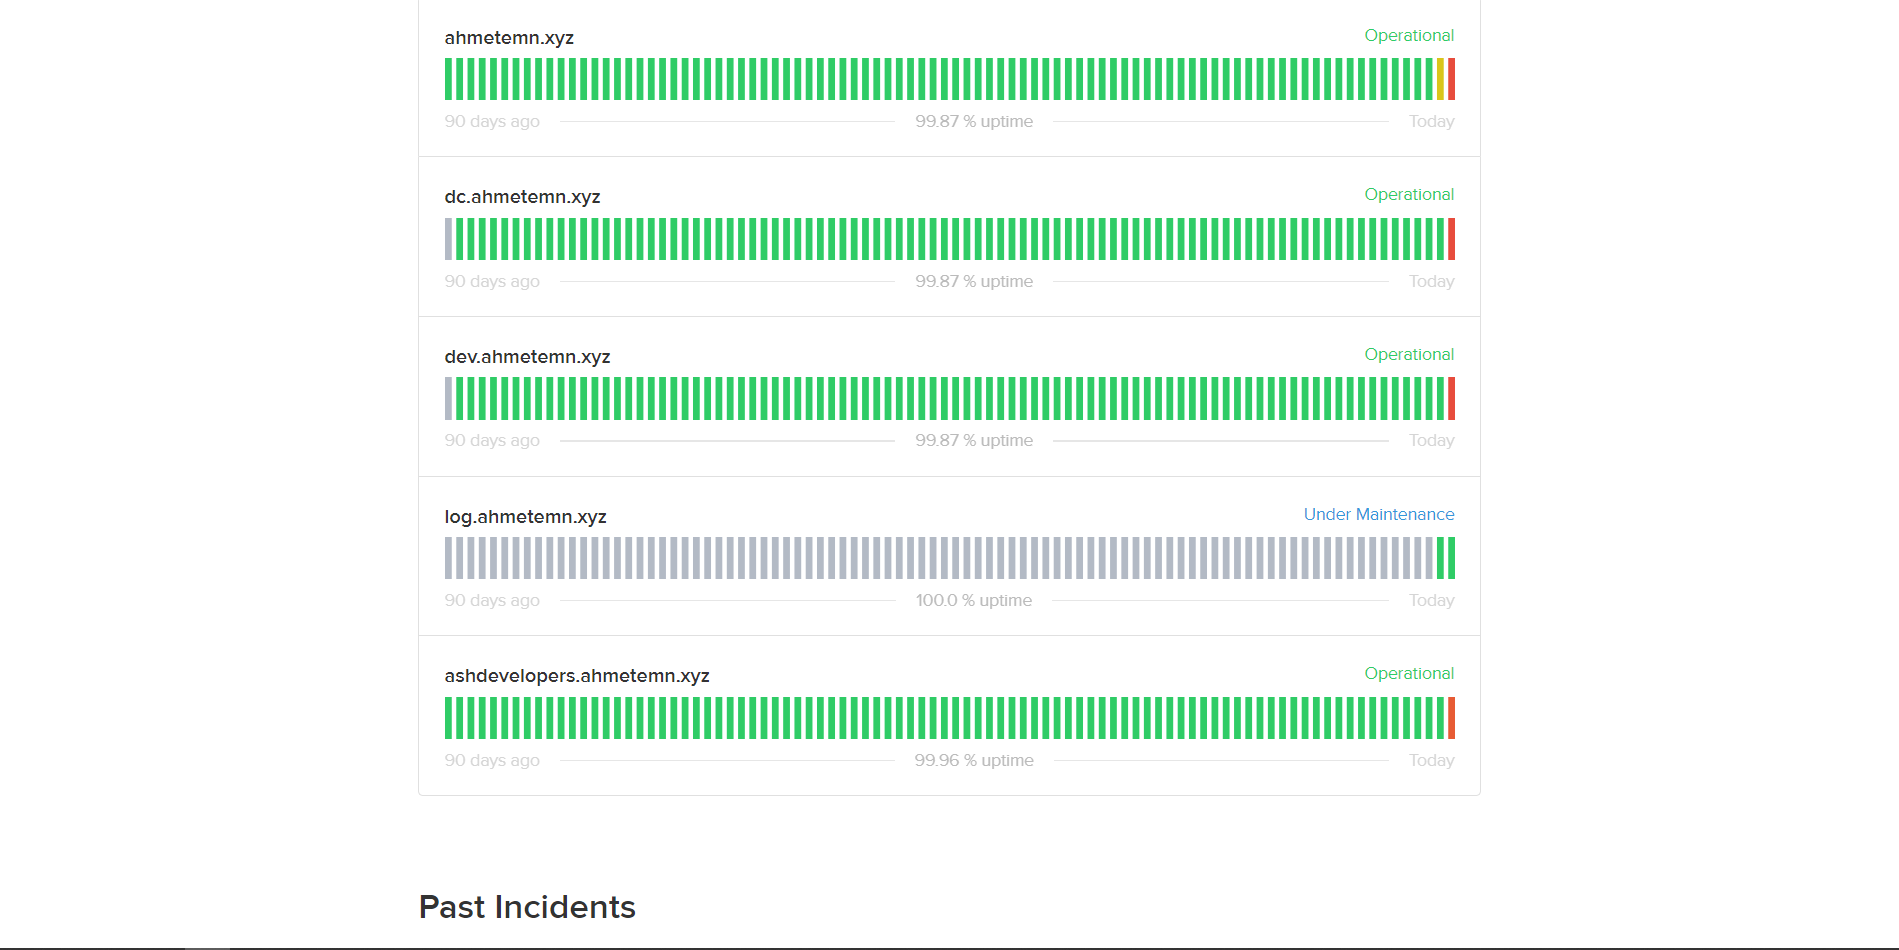 ahmetemn.xyz Operational
90 days ago 99.87 % uptime Today
dc.ahmetemn.xyz Operational
90 days ago 99.87 % uptime Today
dev.ahmetemn.xyz Operational
90 days ago 99.87 % uptime Today
log.ahmetemn.xyz Under Maintenance
90 days ago 100.0 % uptime Today
ashdevelopers.ahmetemn.xyz Operational
90 days ago 99.96 % uptime Today
Past Incidents